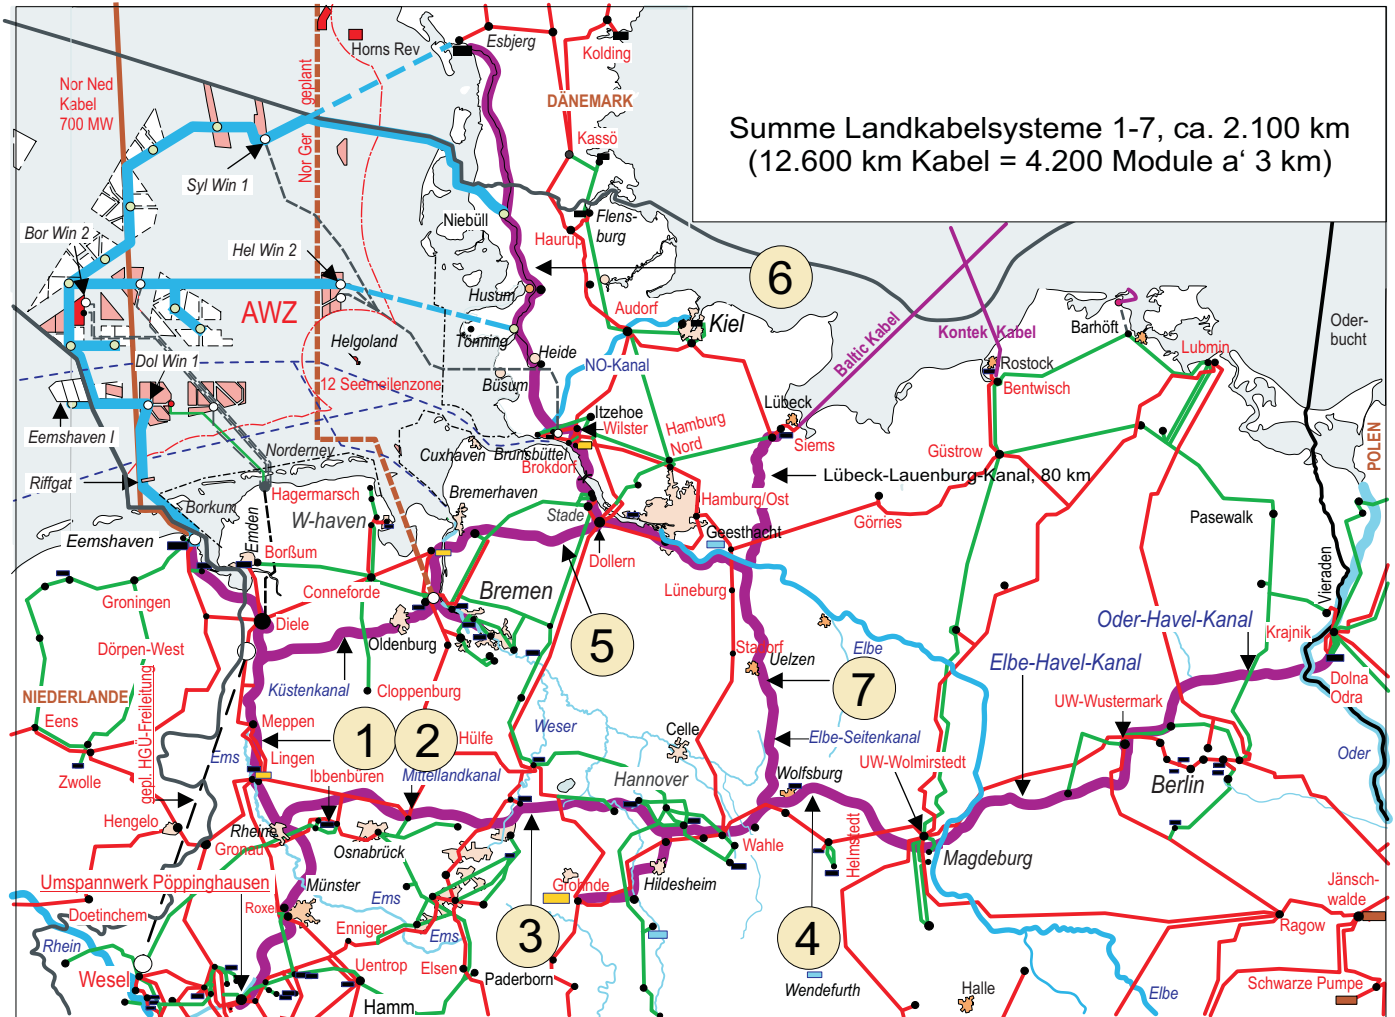 Summe Landkabelsysteme 1-7, ca. 2.100 km
(12.600 km Kabel = 4.200 Module a‘ 3 km)
Horns Rev
Esbjerg
Kolding
Nor Ned
Kabel
700 MW
geplant
Nor Ger
DÄNEMARK
Kassö
Syl Win 1
Niebüll
Flens-
burg
Haurup
Bor Win 2
Hel Win 2
6
AWZ
Husum
Audorf
Kiel
Baltic Kabel
Kontek Kabel
Barhöft
Oder-
bucht
Helgoland
Tönning
Dol Win 1
Heide
NO-Kanal
Rostock
Bentwisch
Lubmin
12 Seemeilenzone
Büsum
Itzehoe
Wilster
Hamburg
Nord
Lübeck
Siems
Güstrow
POLEN
Eemshaven I
Norderney
Cuxhaven
Brunsbüttel
Brokdorf
Lübeck-Lauenburg-Kanal, 80 km
Riffgat
Hagermarsch
Bremerhaven
Hamburg/Ost
Borkum
W-haven
Stade
Görries
Pasewalk
Eemshaven
Emden
Geesthacht
Borßum
Dollern
Vieraden
Groningen
Conneforde
Bremen
Lüneburg
Diele
Oldenburg
5
Stadorf
Elbe
Oder-Havel-Kanal
Krajnik
Dörpen-West
Uelzen
Elbe-Havel-Kanal
NIEDERLANDE
Küstenkanal
Cloppenburg
7
UW-Wustermark
Dolna
Odra
Eens
Meppen
1
2
Hülfe
Weser
Celle
Elbe-Seitenkanal
Oder
Zwolle
gepl. HGÜ-Freileitung
Ems
Lingen
Ibbenbüren
Mittellandkanal
Hannover
Wolfsburg
UW-Wolmirstedt
Berlin
Hengelo
Rheine
Gronau
Osnabrück
3
4
Wahle
Helmstedt
Magdeburg
Umspannwerk Pöppinghausen
Münster
Grohnde
Hildesheim
Jänsch-
walde
Doetinchem
Roxel
Ems
Ragow
Rhein
Enniger
Ems
Wesel
Uentrop
Elsen
Paderborn
Wendefurth
Halle
Elbe
Schwarze Pumpe
Hamm